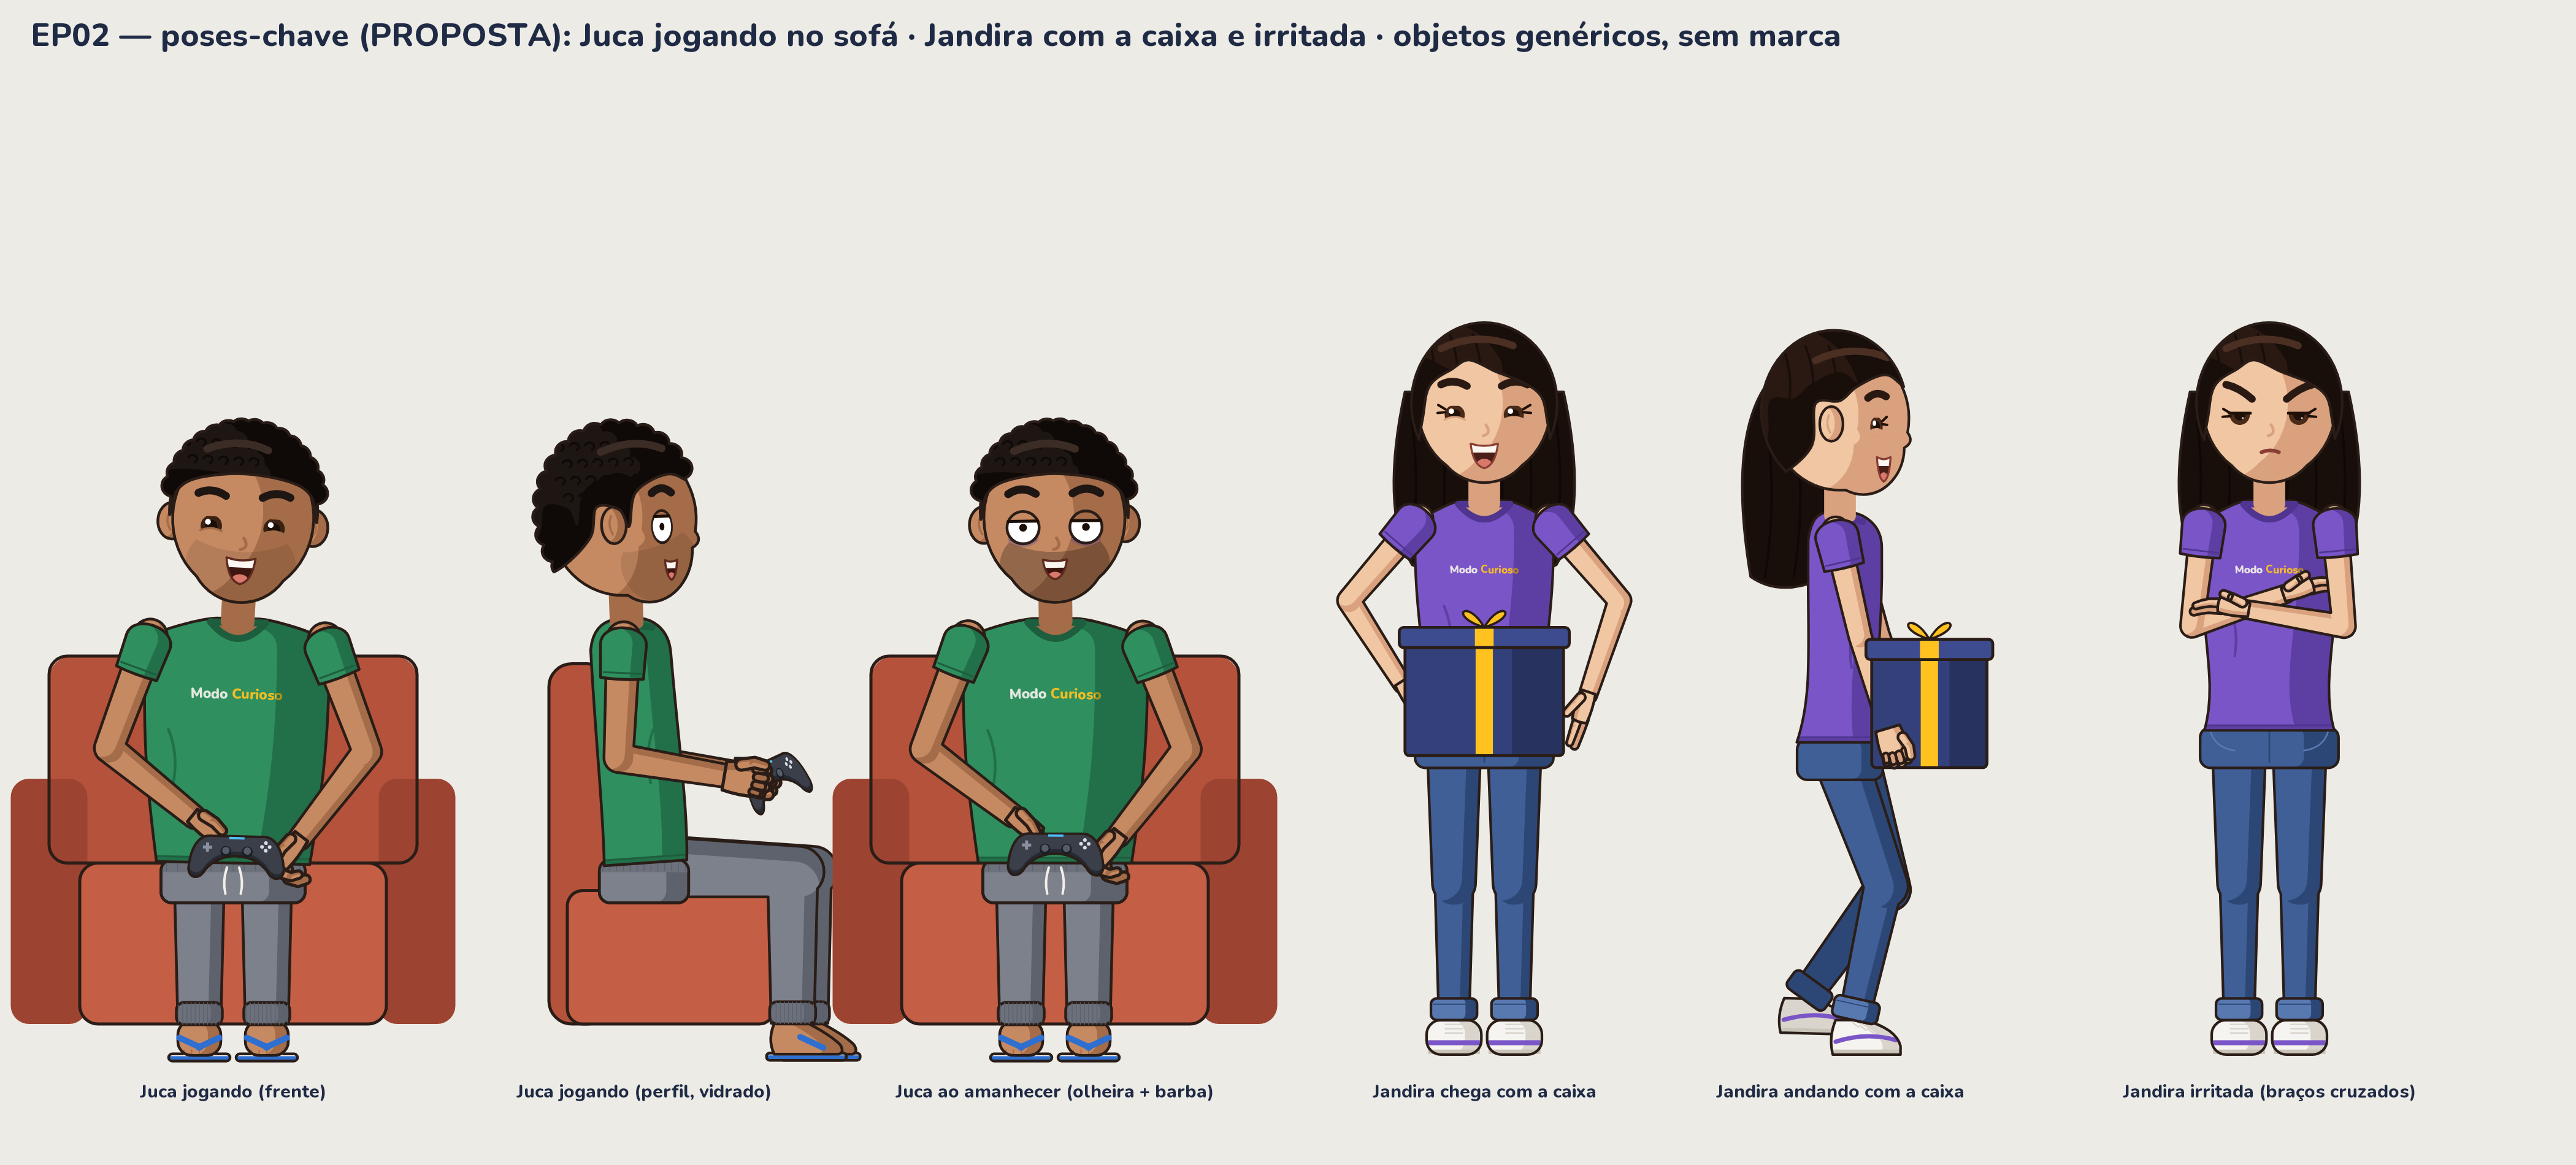 EP02 — poses-chave (PROPOSTA): Juca jogando no sofá · Jandira com a caixa e irritada · objetos genéricos, sem marca
Modo Curioso
Modo Curioso
Modo Curioso
Modo Curioso
Juca jogando (frente)
Juca jogando (perfil, vidrado)
Juca ao amanhecer (olheira + barba)
Jandira chega com a caixa
Jandira andando com a caixa
Jandira irritada (braços cruzados)